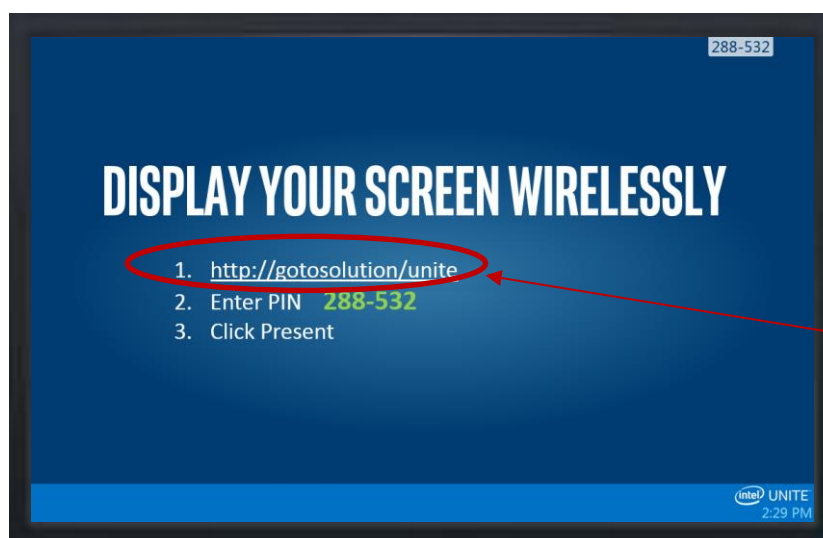 288-532
DISPLAY YOUR SCREEN WIRELESSLY
1. http://gotosolution/unite
2. Enter PIN 288-532
3. Click Present
intel UNITE
2:29 PM